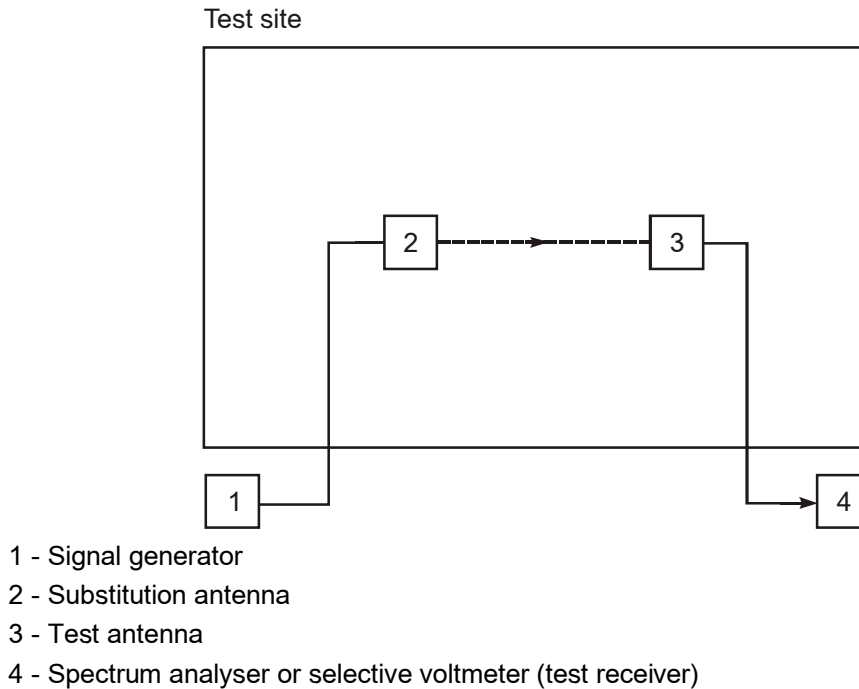 Test site
2
3
1
4
1 - Signal generator
2 - Substitution antenna
3 - Test antenna
4 - Spectrum analyser or selective voltmeter (test receiver)